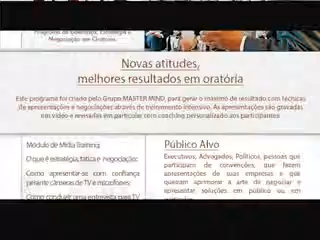 Programa de Liderança, Estratégia e
Negociação em Oratória.
Novas atitudes,
melhores resultados em oratória
Este programa foi criado pelo Grupo MASTER MIND, para gerar o máximo de resultado com técnicas
de apresentações e negociações através de treinamento intensivo. As apresentações são gravadas
em vídeo e revisadas em particular com coaching personalizado aos participantes.
Módulo de Mídia Training:
O que é estratégia, tática e negociação;
Como apresentar-se com confiança
perante câmeras de TV e microfones;
Como conduzir uma entrevista para TV
Público Alvo
Executivos, Advogados, Políticos, pessoas que
participam de convenções, que fazem
apresentações de suas empresas e que
queiram aprimorar a arte de negociar e
apresentar soluções em público ou em